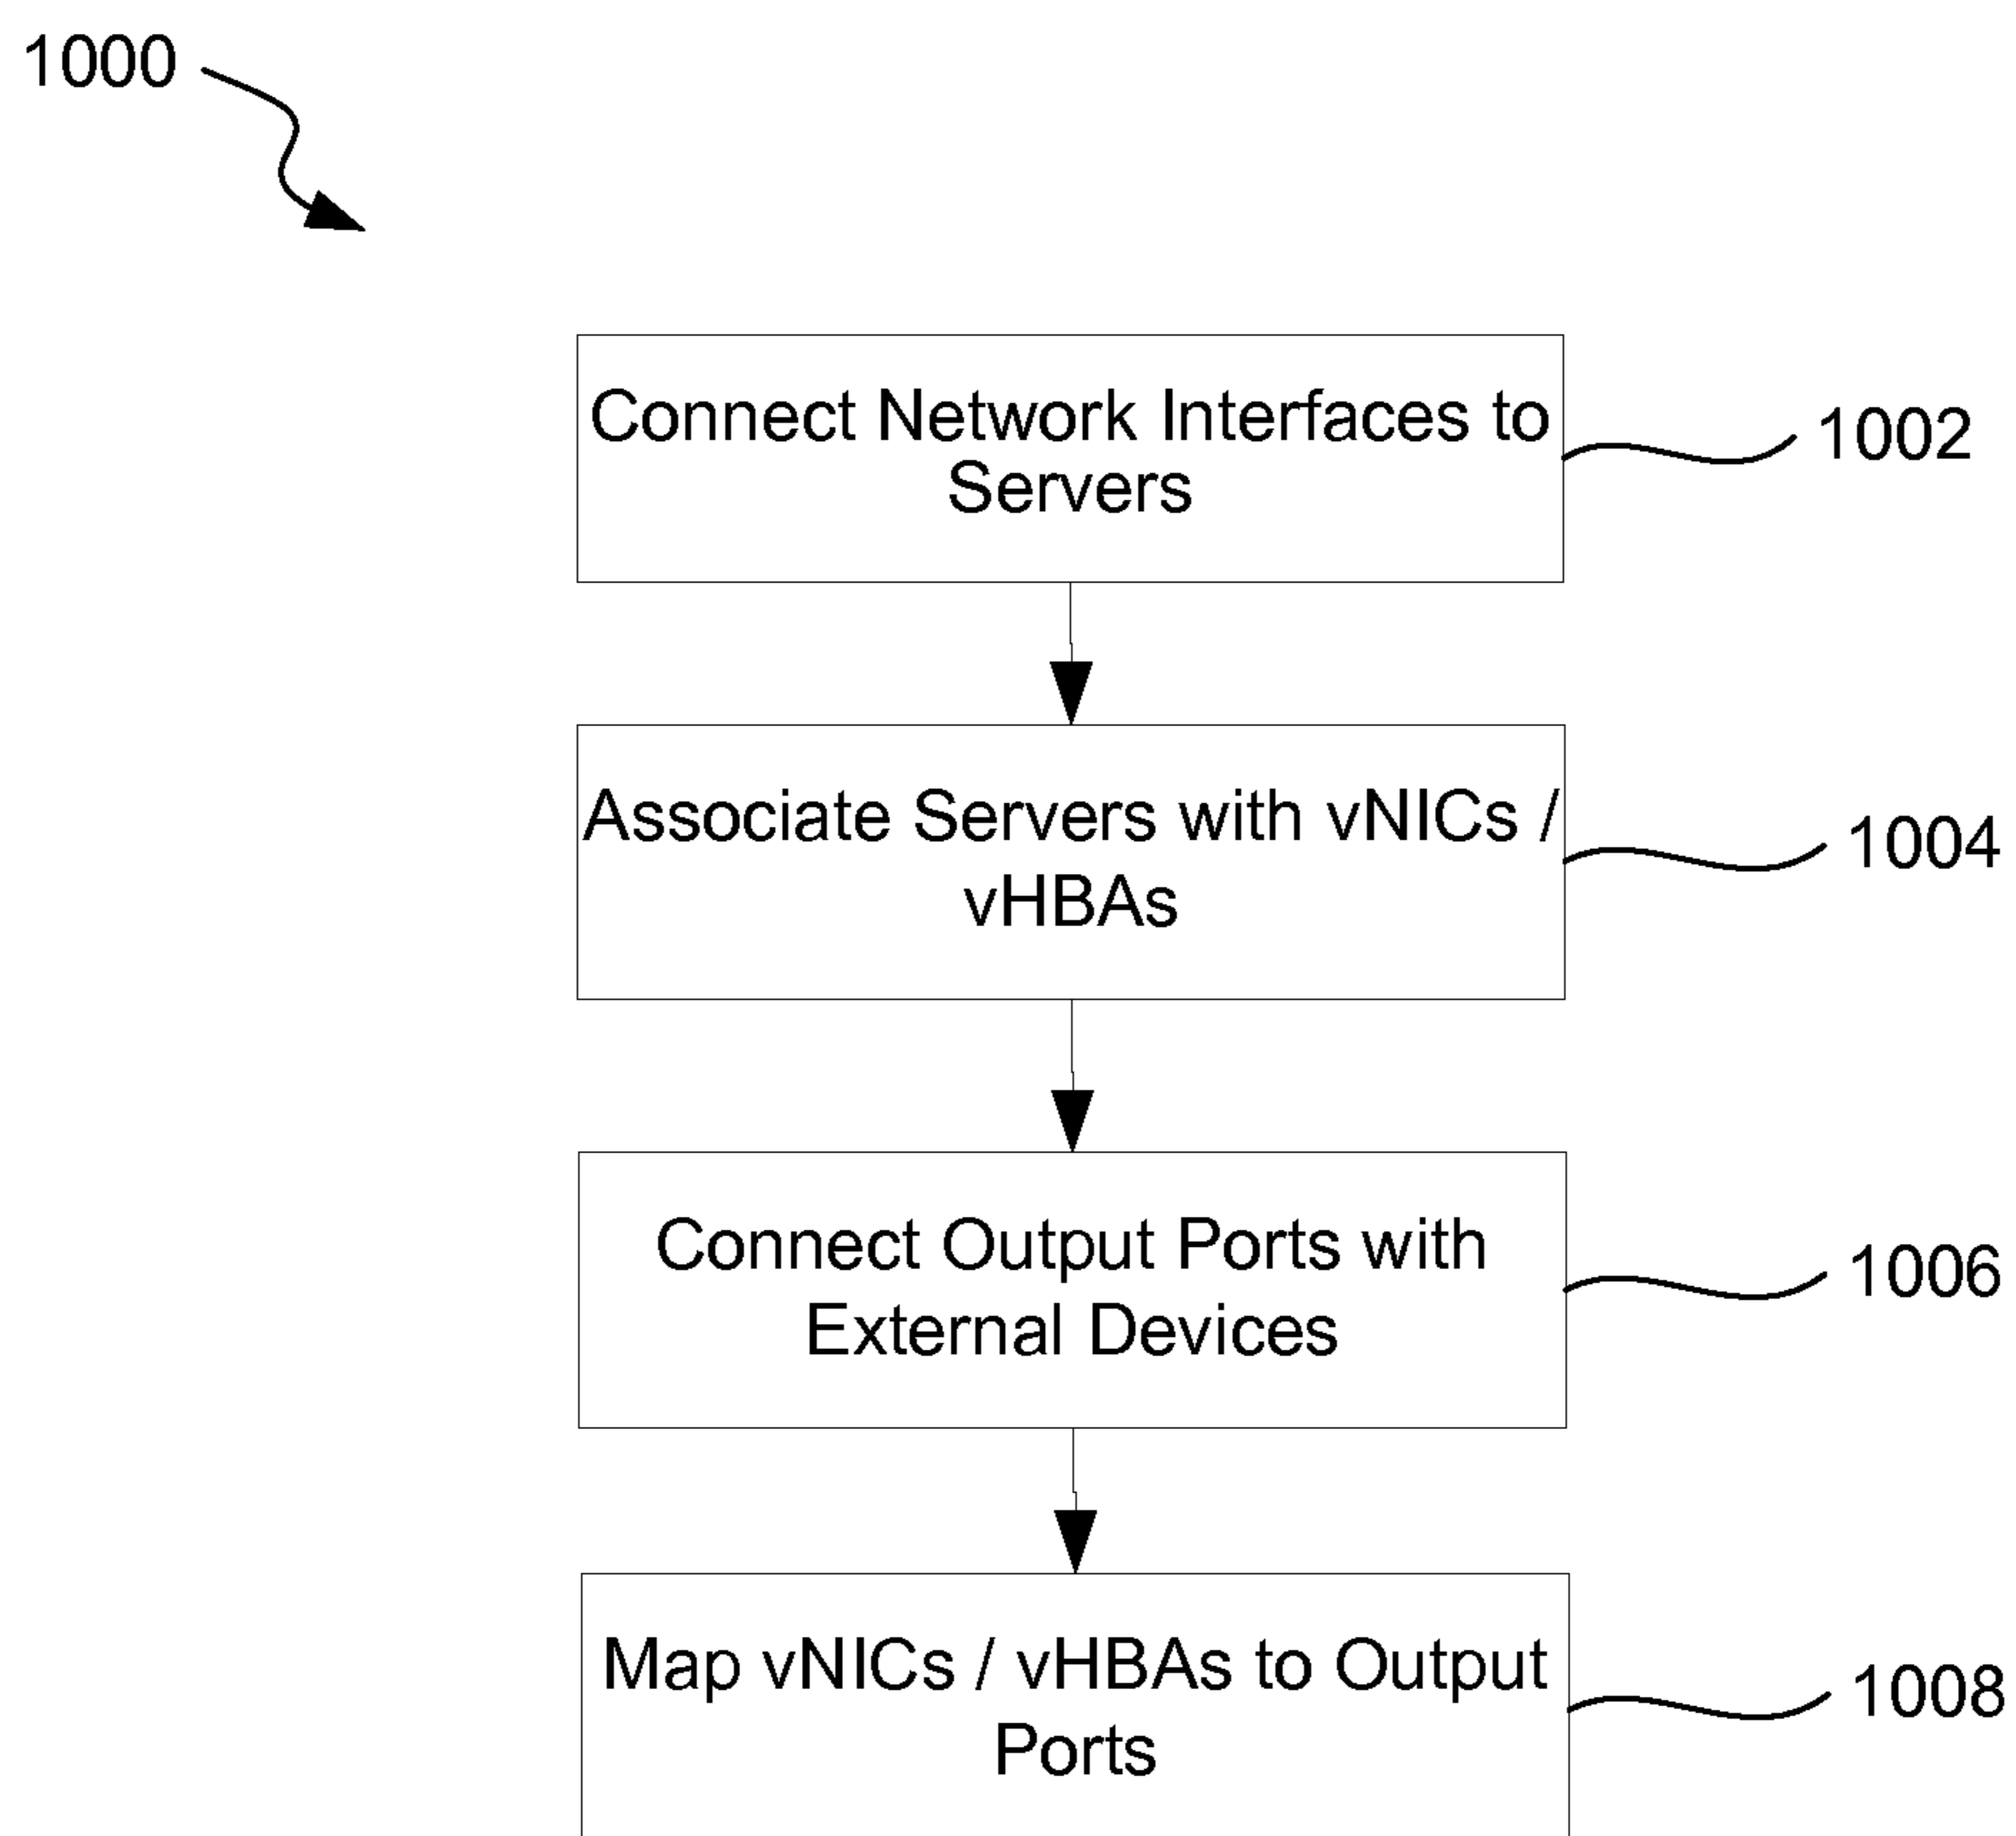 1000
Connect Network Interfaces to
Servers
1002
Associate Servers with vNICs /
vHBAs
1004
Connect Output Ports with
External Devices
1006
Map vNICs / vHBAs to Output
Ports
1008